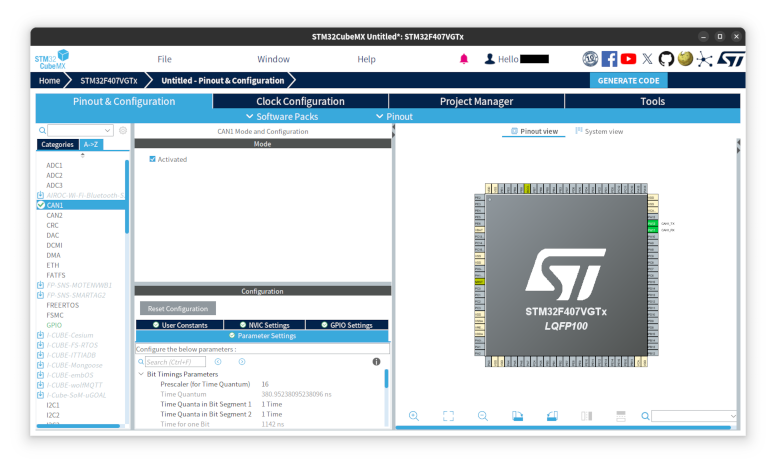 STM32CubeMX Untitled*: STM32F407VGTx
STM32
CubeMX
File
Window
Help
Hello
Home
STM32F407VGTx
Untitled - Pinout & Configuration
GENERATE CODE
Pinout & Configuration
Clock Configuration
Project Manager
Tools
Software Packs
Pinout
Categories
A->Z
ADC1
ADC2
ADC3
AIROC-Wi-Fi-Bluetooth-S
CAN1
CAN2
CRC
DAC
DCMI
DMA
ETH
FATFS
FP-SNS-MOTENVWB1
FP-SNS-SMARTAG2
FREERTOS
FSMC
GPIO
I-CUBE-Cesium
I-CUBE-FS-RTOS
I-CUBE-ITTIADB
I-CUBE-Mongoose
I-CUBE-embOS
I-CUBE-wolfMQTT
I-Cube-SoM-uGOAL
I2C1
I2C2
I2C3
CAN1 Mode and Configuration
Mode
Activated
Configuration
Reset Configuration
User Constants
NVIC Settings
GPIO Settings
Parameter Settings
Configure the below parameters :
Search (Ctrl+F)
Bit Timings Parameters
Prescaler (for Time Quantum) 16
Time Quantum 380.95238095238096 ns
Time Quanta in Bit Segment 1 1 Time
Time Quanta in Bit Segment 2 1 Time
Time for one Bit 1142 ns
Pinout view
System view
CAN1_TX
CAN1_RX
STM32F407VGTx
LQFP100